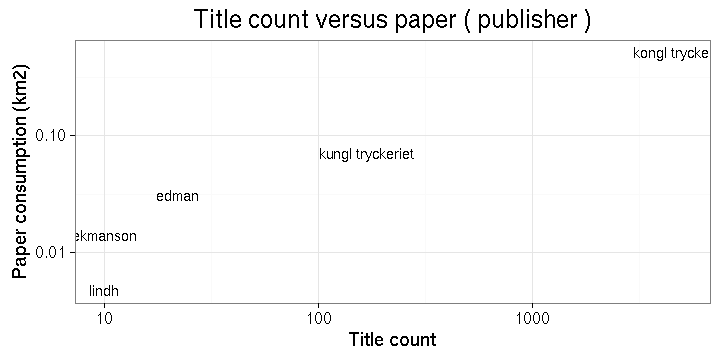 Title count versus paper ( publisher )
kongl trycke
0.10
kungl tryckeriet
edman
ekmanson
0.01
lindh
10 100 1000
Title count
Paper consumption (km2)